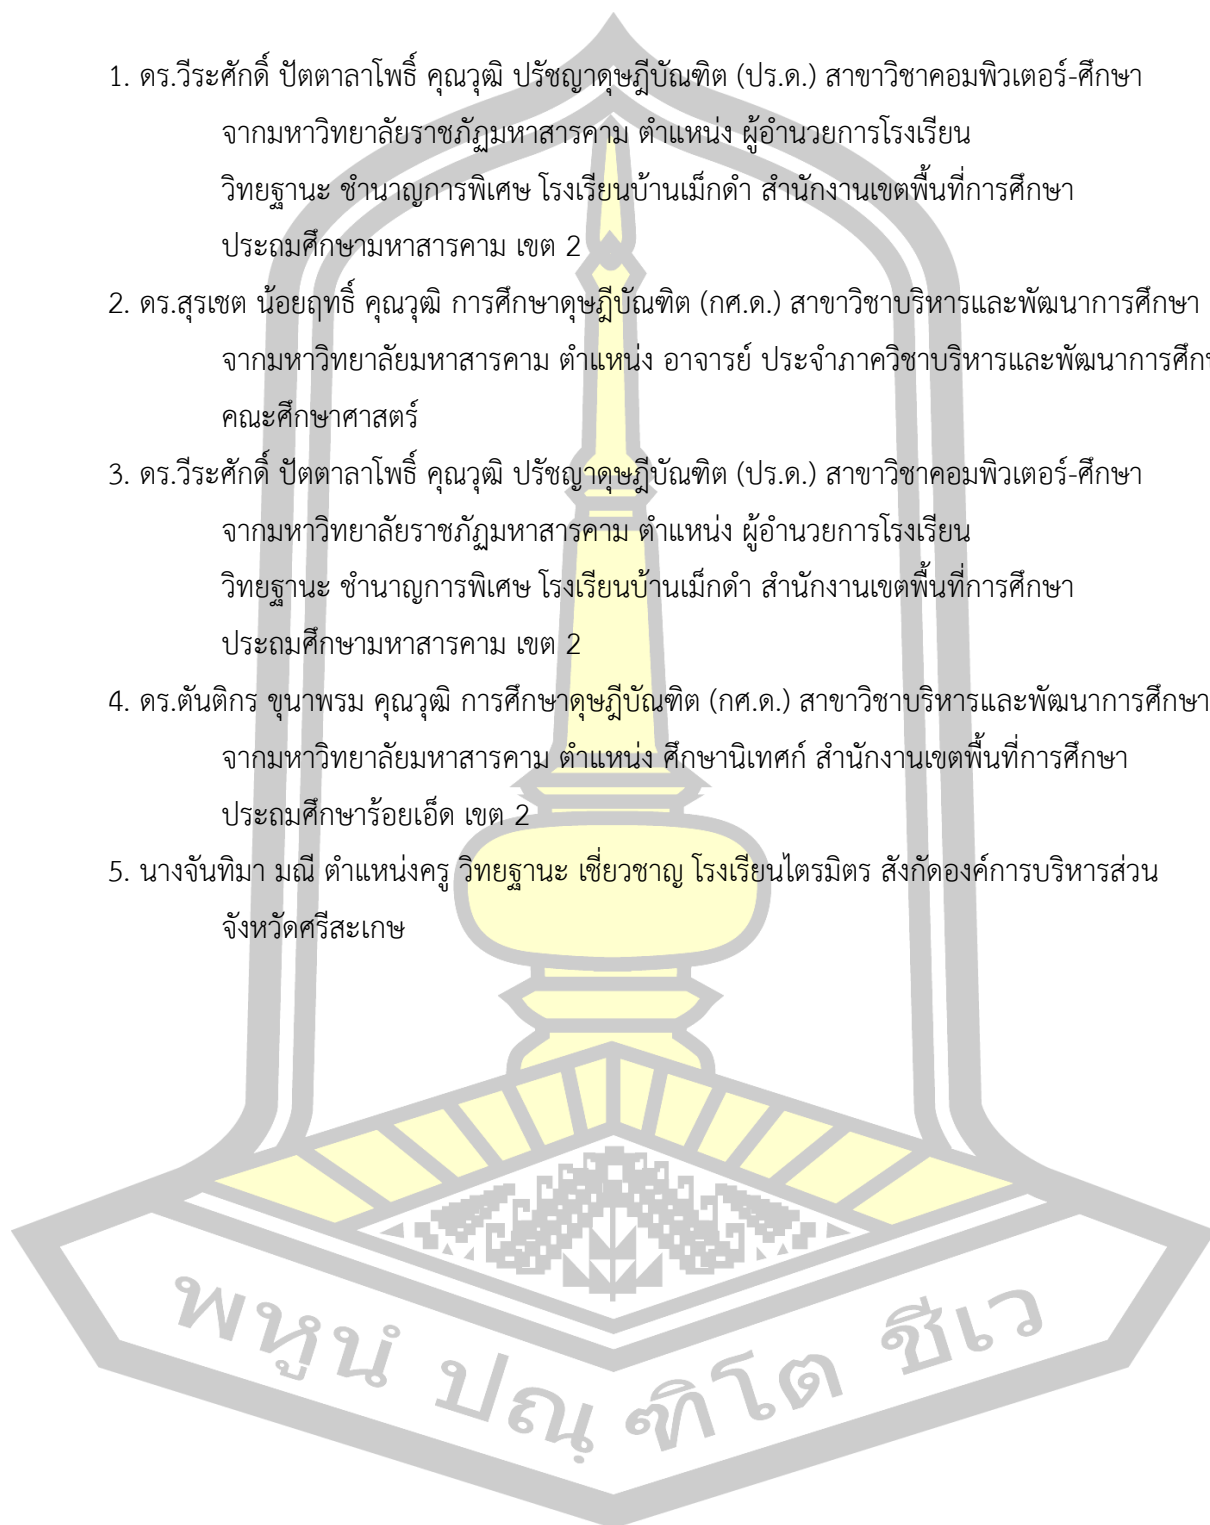 1. ดร.วีระศักดิ์ ปัตตาลาโพธิ์ คุณวุฒิ ปรัชญาดุษฎีบัณฑิต (ปร.ด.) สาขาวิชาคอมพิวเตอร์-ศึกษา
จากมหาวิทยาลัยราชภัฏมหาสารคาม ตำแหน่ง ผู้อำนวยการโรงเรียน
วิทยฐานะ ชำนาญการพิเศษ โรงเรียนบ้านเม็กดำ สำนักงานเขตพื้นที่การศึกษา
ประถมศึกษามหาสารคาม เขต 2
2. ดร.สุรเชต น้อยฤทธิ์ คุณวุฒิ การศึกษาดุษฎีบัณฑิต (กศ.ด.) สาขาวิชาบริหารและพัฒนาการศึกษา
จากมหาวิทยาลัยมหาสารคาม ตำแหน่ง อาจารย์ ประจำภาควิชาบริหารและพัฒนาการศึก
คณะศึกษาศาสตร์
3. ดร.วีระศักดิ์ ปัตตาลาโพธิ์ คุณวุฒิ ปรัชญาดุษฎีบัณฑิต (ปร.ด.) สาขาวิชาคอมพิวเตอร์-ศึกษา
จากมหาวิทยาลัยราชภัฏมหาสารคาม ตำแหน่ง ผู้อำนวยการโรงเรียน
วิทยฐานะ ชำนาญการพิเศษ โรงเรียนบ้านเม็กดำ สำนักงานเขตพื้นที่การศึกษา
ประถมศึกษามหาสารคาม เขต 2
4. ดร.ตันติกร ขุนาพรม คุณวุฒิ การศึกษาดุษฎีบัณฑิต (กศ.ด.) สาขาวิชาบริหารและพัฒนาการศึกษา
จากมหาวิทยาลัยมหาสารคาม ตำแหน่ง ศึกษานิเทศก์ สำนักงานเขตพื้นที่การศึกษา
ประถมศึกษาร้อยเอ็ด เขต 2
5. นางจันทิมา มณี ตำแหน่งครู วิทยฐานะ เชี่ยวชาญ โรงเรียนไตรมิตร สังกัดองค์การบริหารส่วน
จังหวัดศรีสะเกษ
พหูนํ ปณฺฑิโต ชีเว